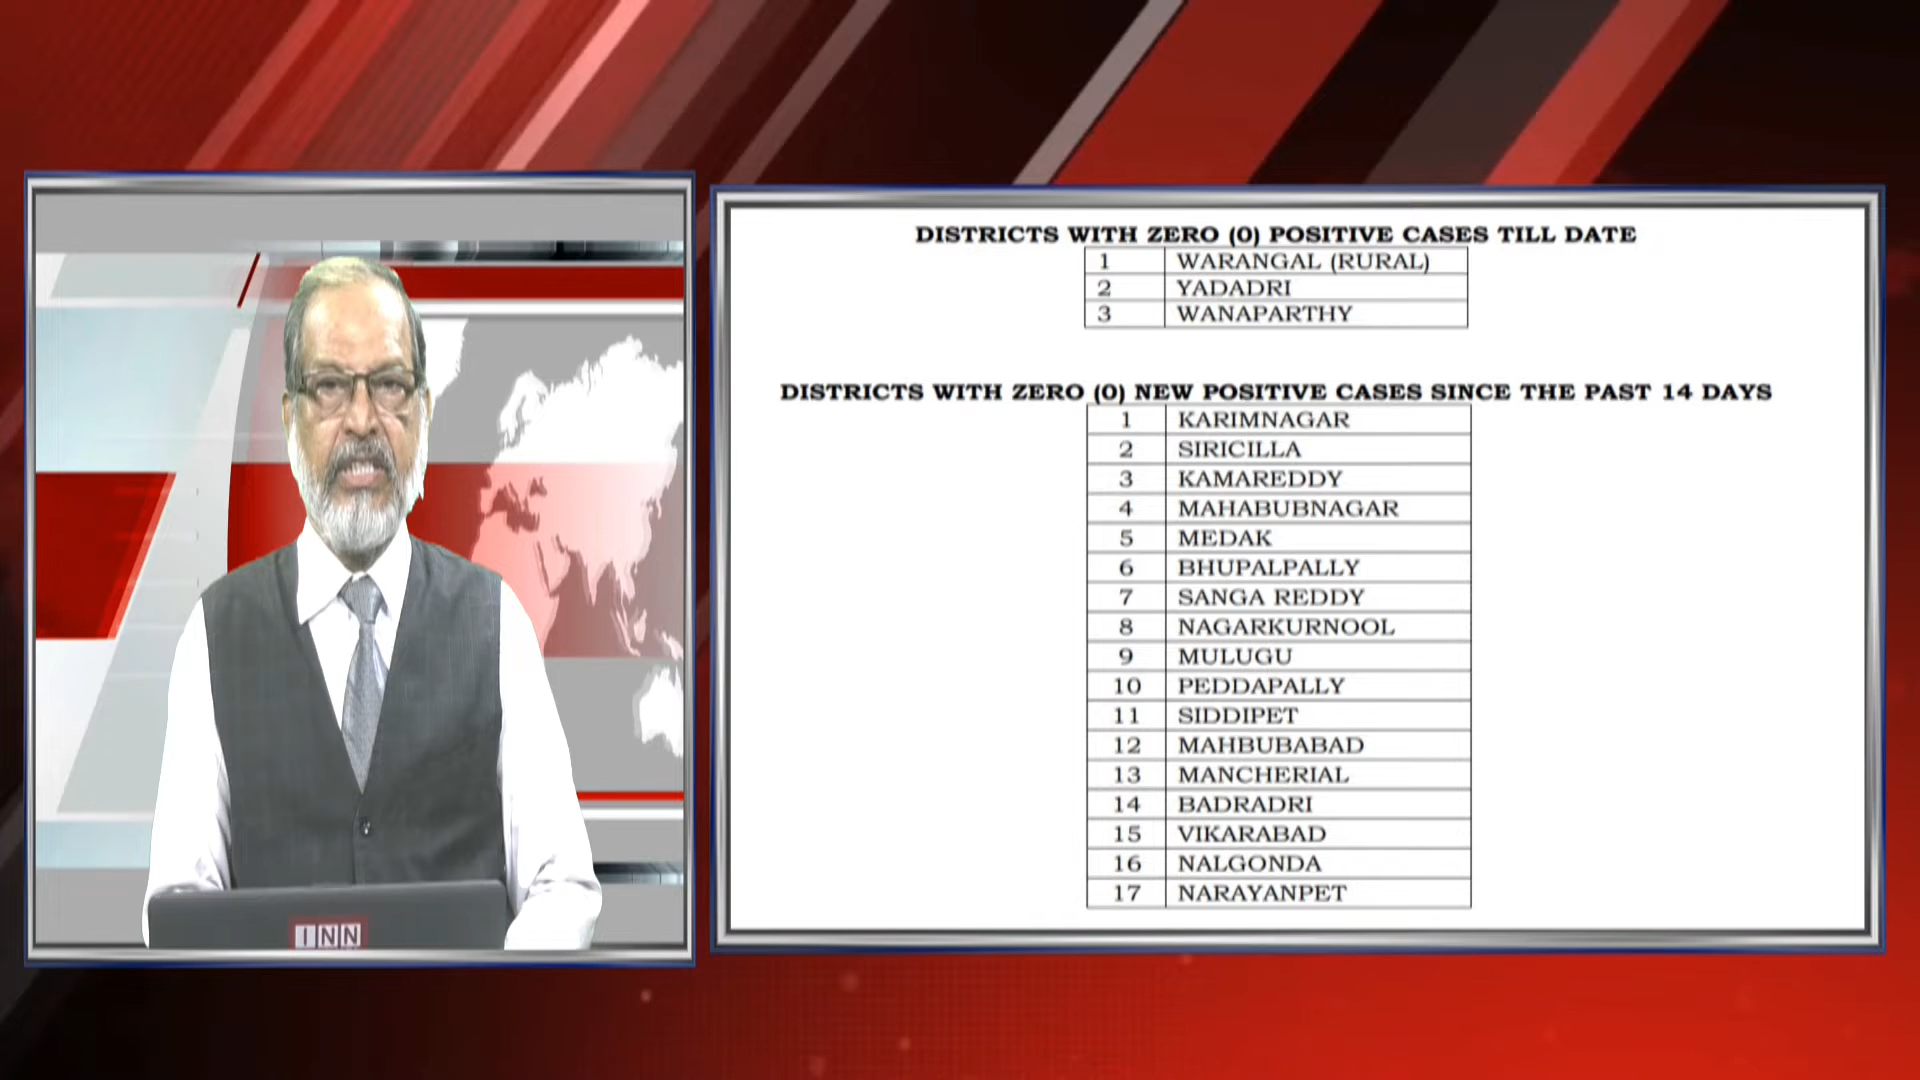 DISTRICTS WITH ZERO (0) POSITIVE CASES TILL DATE
1 WARANGAL (RURAL)
2 YADADRI
3 WANAPARTHY
DISTRICTS WITH ZERO (0) NEW POSITIVE CASES SINCE THE PAST 14 DAYS
1 KARIMNAGAR
2 SIRICILLA
3 KAMAREDDY
4 MAHABUBNAGAR
5 MEDAK
6 BHUPALPALLY
7 SANGA REDDY
8 NAGARKURNOOL
9 MULUGU
10 PEDDAPALLY
11 SIDDIPET
12 MAHBUBABAD
13 MANCHERIAL
14 BADRADRI
15 VIKARABAD
16 NALGONDA
17 NARAYANPET
INN